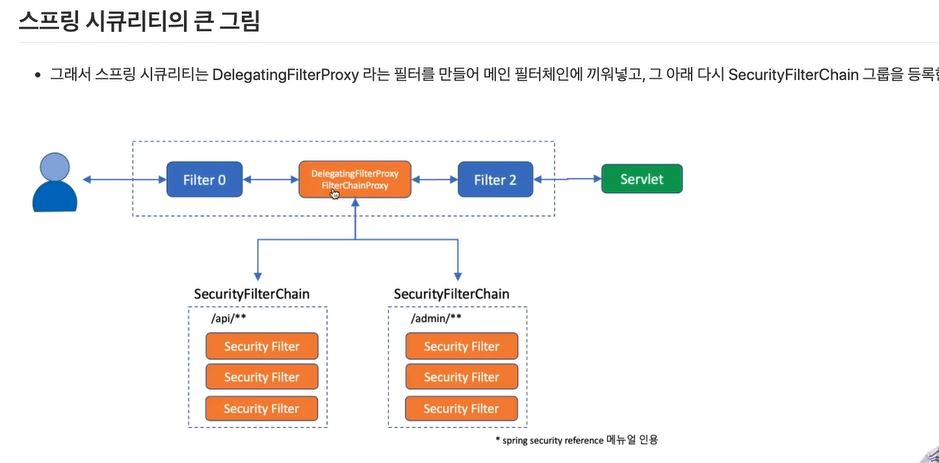 스프링 시큐리티의 큰 그림
• 그래서 스프링 시큐리티는 DelegatingFilterProxy 라는 필터를 만들어 메인 필터체인에 끼워넣고, 그 아래 다시 SecurityFilterChain 그룹을 등록
Filter 0
DelegatingFilterProxy
FilterChainProxy
Filter 2
Servlet
SecurityFilterChain
/api/**
Security Filter
Security Filter
Security Filter
SecurityFilterChain
/admin/**
Security Filter
Security Filter
Security Filter
* spring security reference 메뉴얼 인용